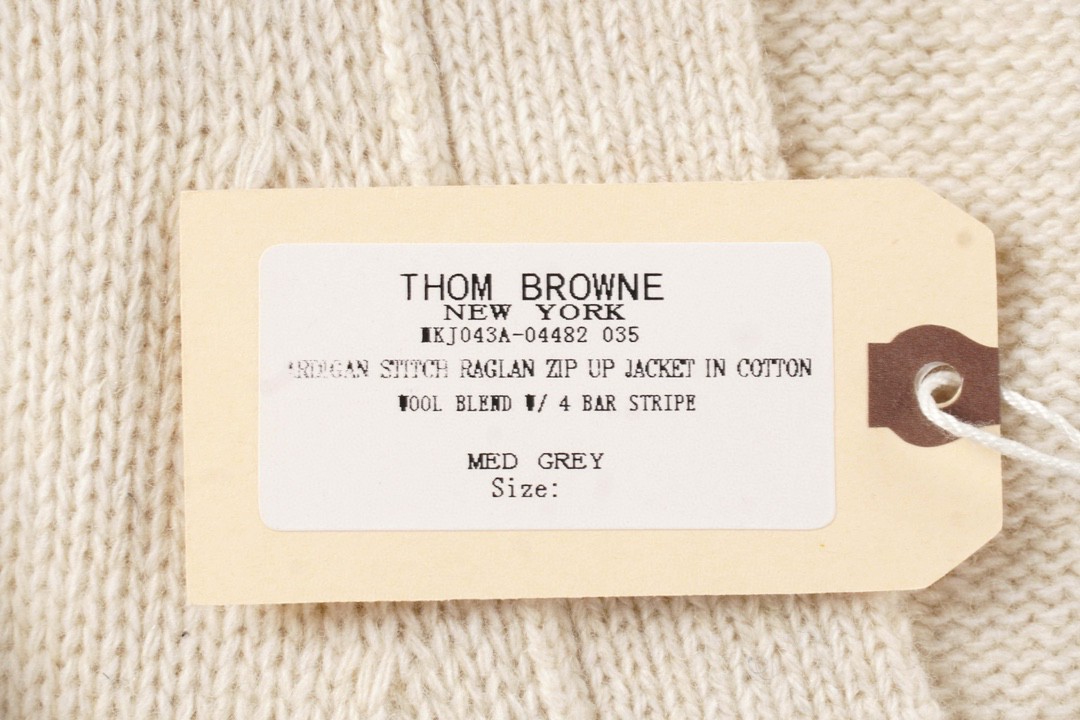 THOM BROWNE
NEW YORK
MKJ043A-04482 035
ARDIGAN STITCH RAGLAN ZIP UP JACKET IN COTTON
WOOL BLEND W/ 4 BAR STRIPE
MED GREY
Size: